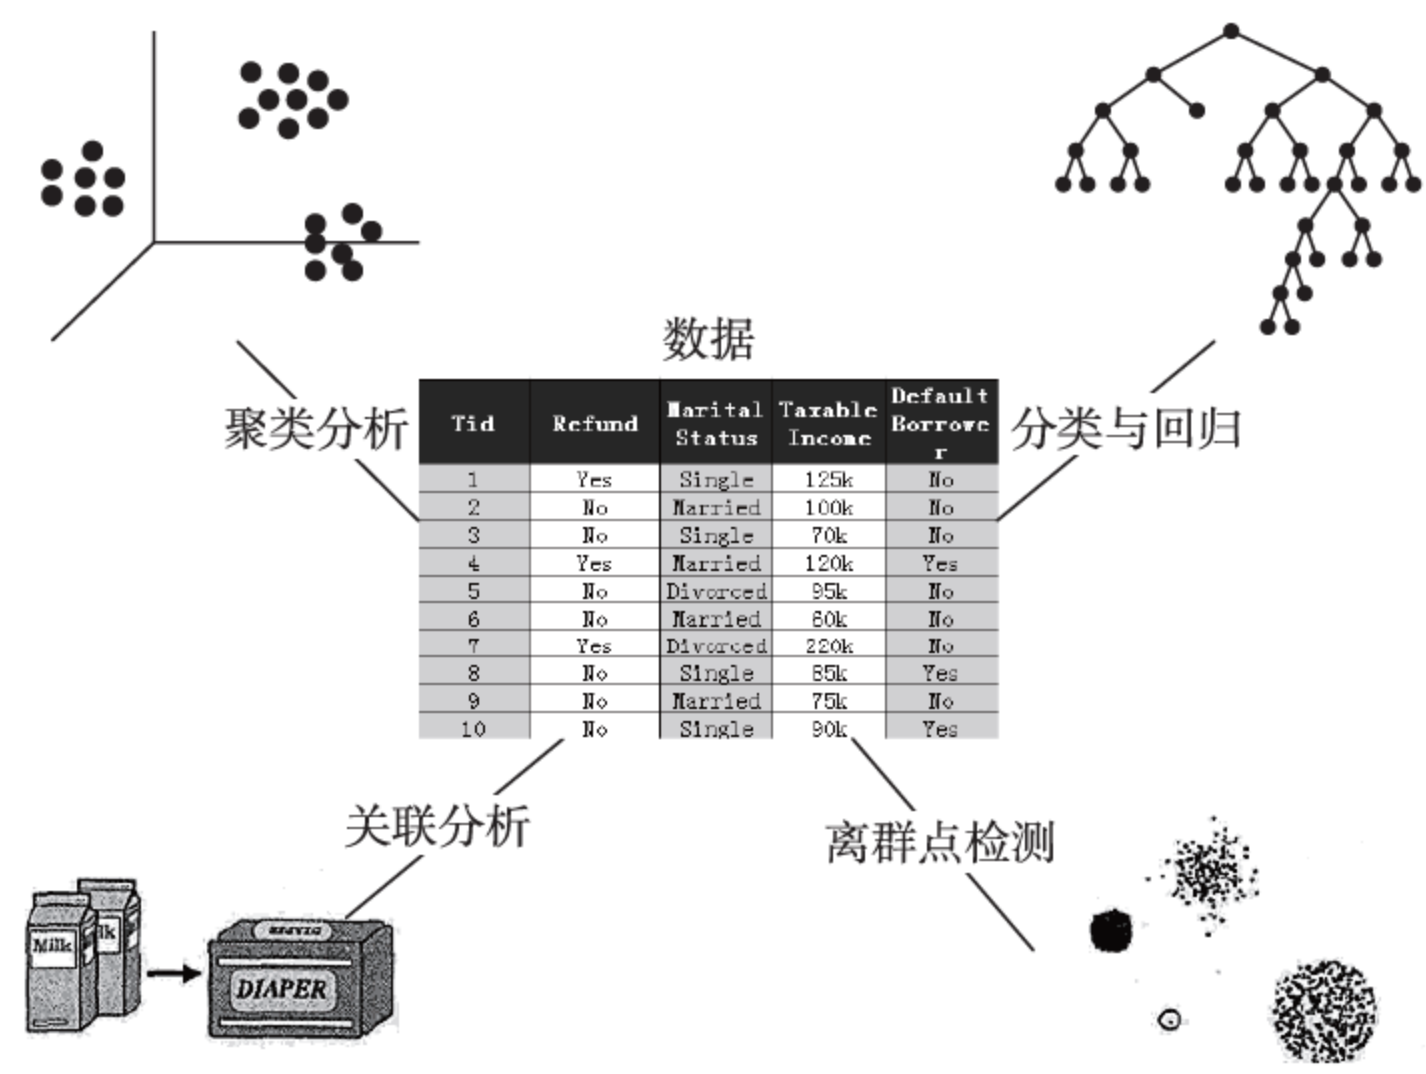 数据
聚类分析
分类与回归
Tid Refund Marital Status Taxable Income Default Borrower
1 Yes Single 125k No
2 No Married 100k No
3 No Single 70k No
4 Yes Married 120k Yes
5 No Divorced 95k No
6 No Married 60k No
7 Yes Divorced 220k No
8 No Single 85k Yes
9 No Married 75k No
10 No Single 90k Yes
关联分析
离群点检测
Milk
lk
DIAPER